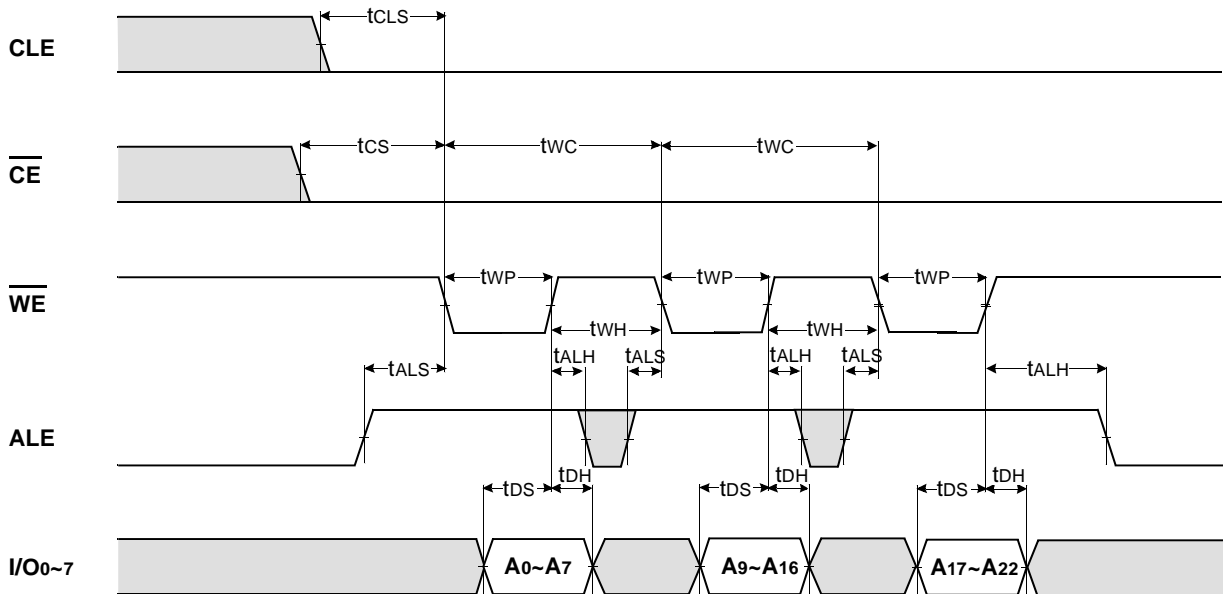 tCLS
CLE
tCS tWC tWC
CE
tWP tWP tWP
WE
tWH tWH
tALH tALS tALH tALS
tALS tALH
ALE
tDS tDH tDS tDH tDS tDH
I/O0~7 A0~A7 A9~A16 A17~A22